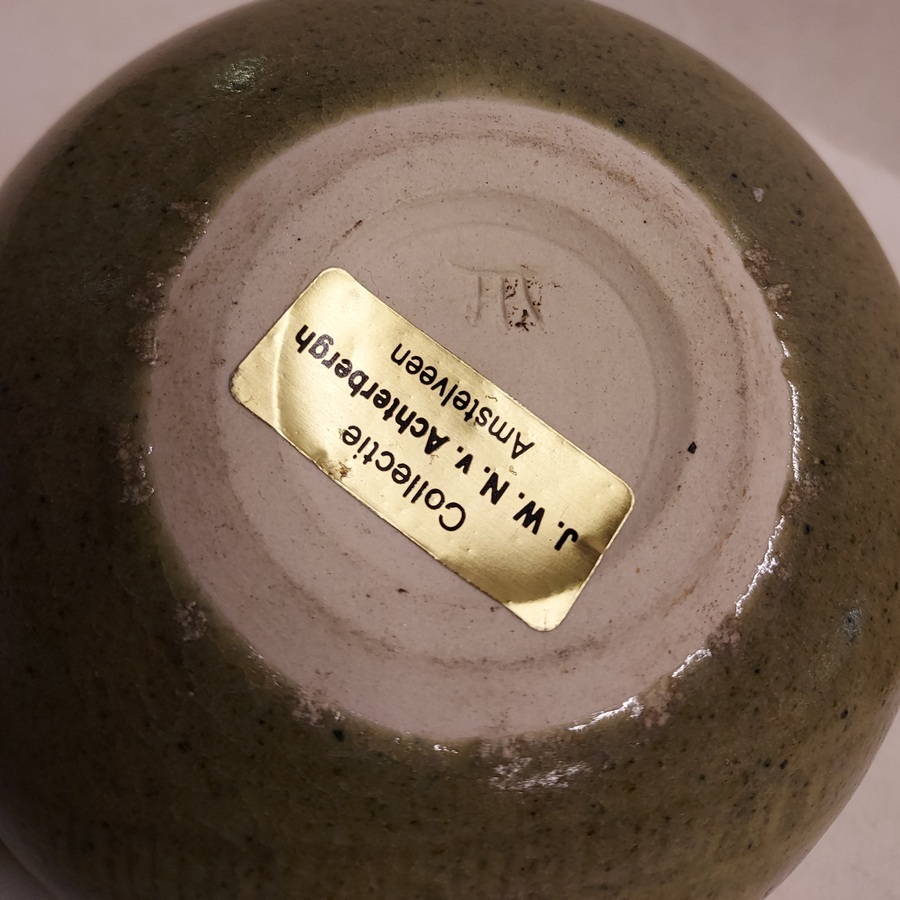 Collectie
J. W. N. v. Achterbergh
Amstelveen